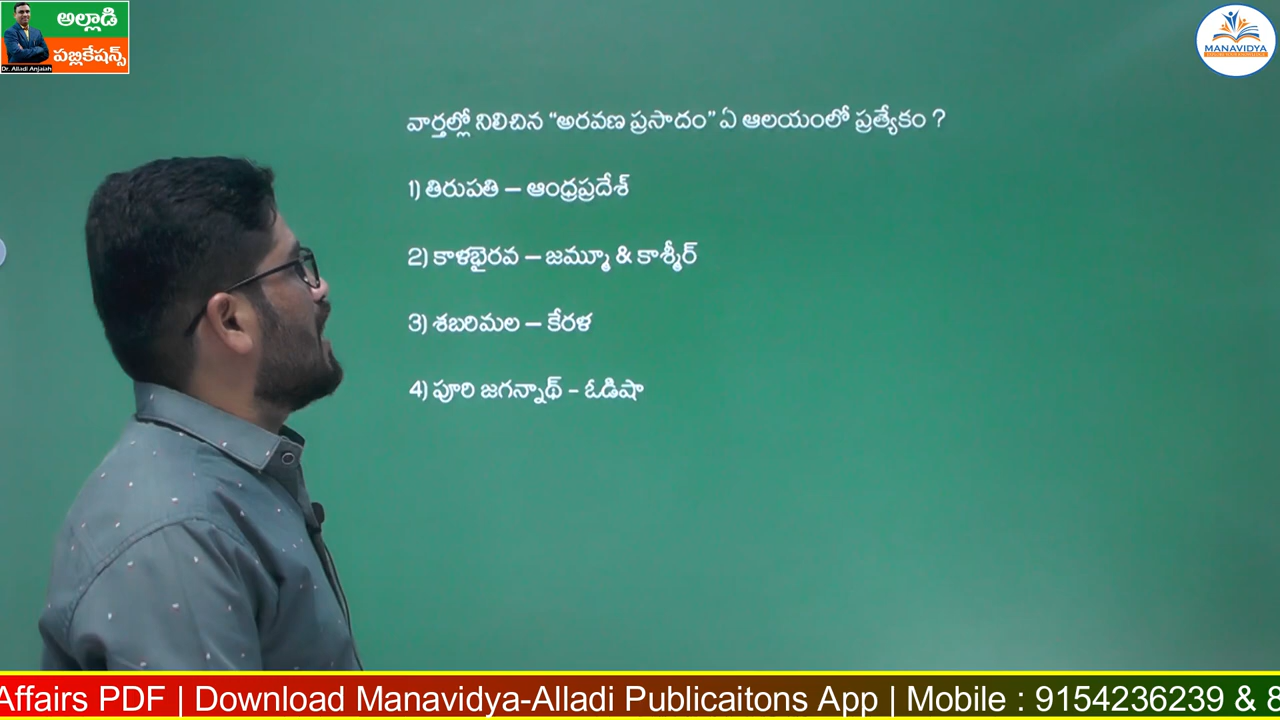 అల్లాడి
పబ్లికేషన్స్
Dr. Alladi Anjaiah
MANAVIDYA
వార్తల్లో నిలిచిన “అరవణ ప్రసాదం” ఏ ఆలయంలో ప్రత్యేకం ?
1) తిరుపతి – ఆంధ్రప్రదేశ్
2) కాళభైరవ – జమ్మూ & కాశ్మీర్
3) శబరిమల – కేరళ
4) పూరి జగన్నాథ్ - ఓడిషా
Affairs PDF | Download Manavidya-Alladi Publicaitons App | Mobile : 9154236239 & 8